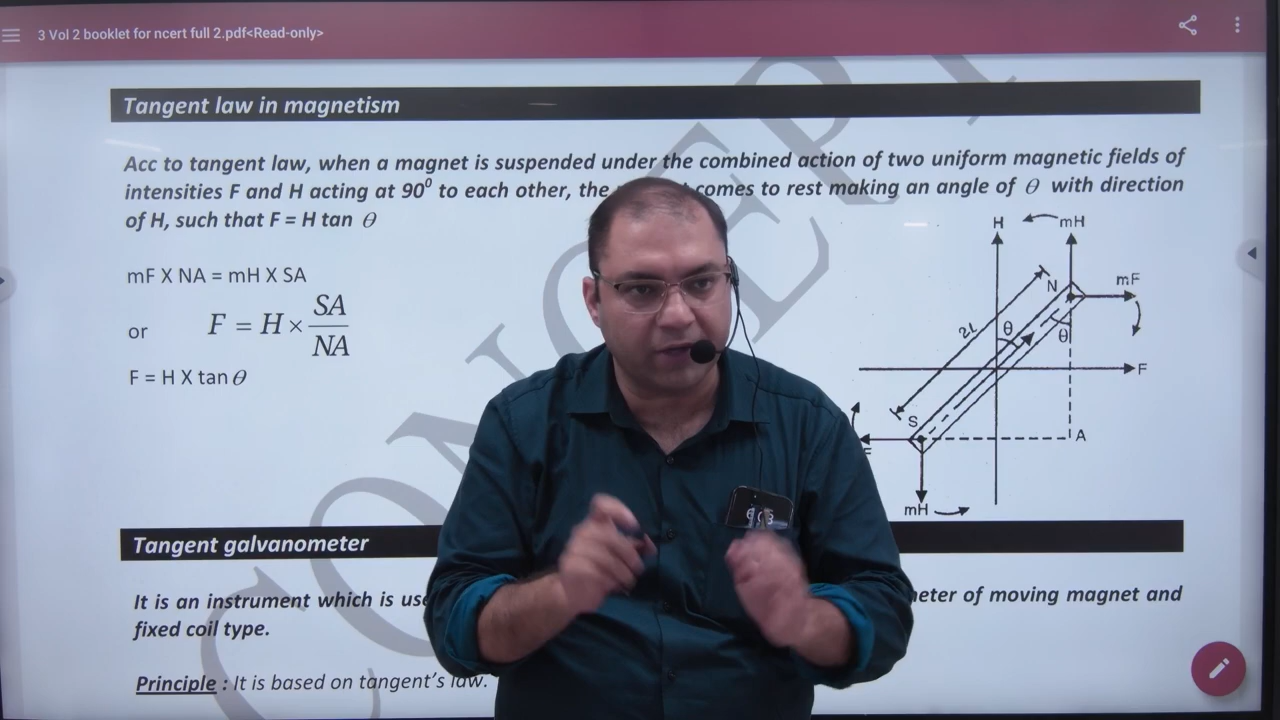 3 Vol 2 booklet for ncert full 2.pdf<Read-only>
Tangent law in magnetism
Acc to tangent law, when a magnet is suspended under the combined action of two uniform magnetic fields of
intensities F and H acting at 90⁰ to each other, the comes to rest making an angle of θ with direction
of H, such that F = H tan θ
mF X NA = mH X SA
or F = H × SA / NA
F = H X tan θ
H mH
N mF
2l θ θ
F
S
A
mH
Tangent galvanometer
It is an instrument which is of moving magnet and
fixed coil type.
Principle : It is based on tangent's law.
CONCEPT